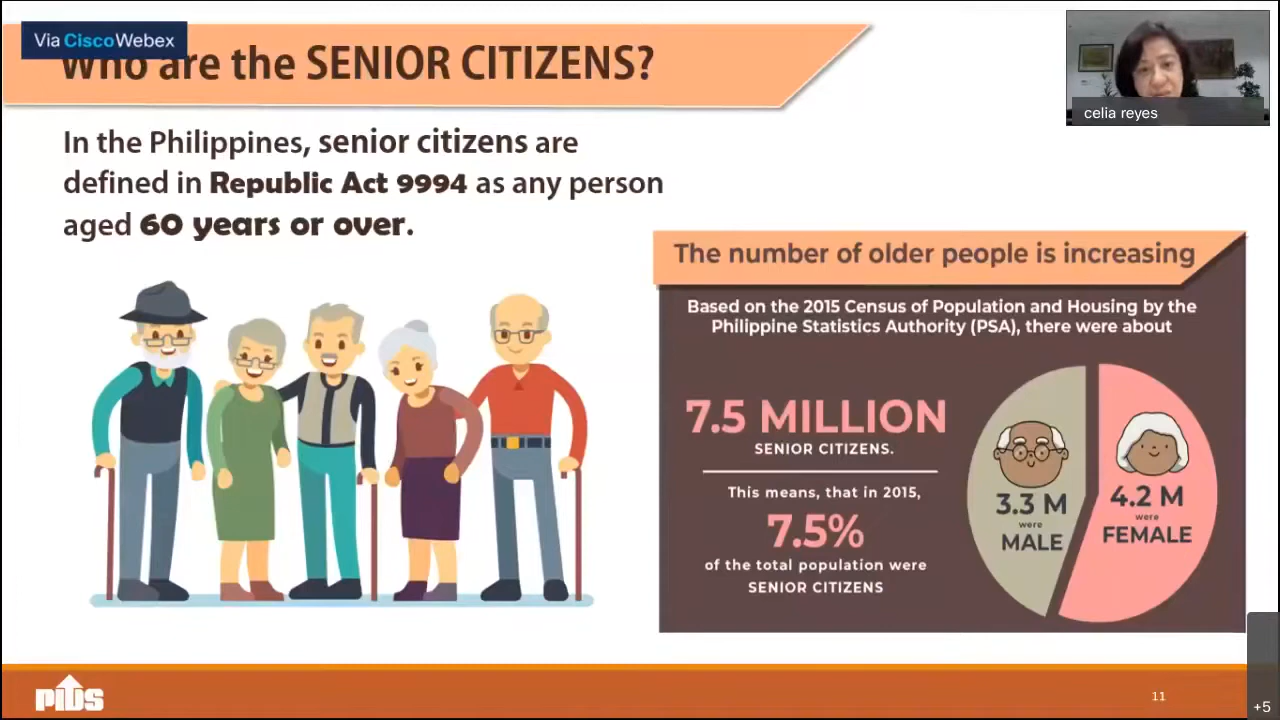 Via CiscoWebex
Who are the SENIOR CITIZENS?
celia reyes
In the Philippines, senior citizens are
defined in Republic Act 9994 as any person
aged 60 years or over.
The number of older people is increasing
Based on the 2015 Census of Population and Housing by the
Philippine Statistics Authority (PSA), there were about
7.5 MILLION
SENIOR CITIZENS.
This means, that in 2015,
7.5%
of the total population were
SENIOR CITIZENS
3.3 M
were
MALE
4.2 M
were
FEMALE
PIDS
11
+5